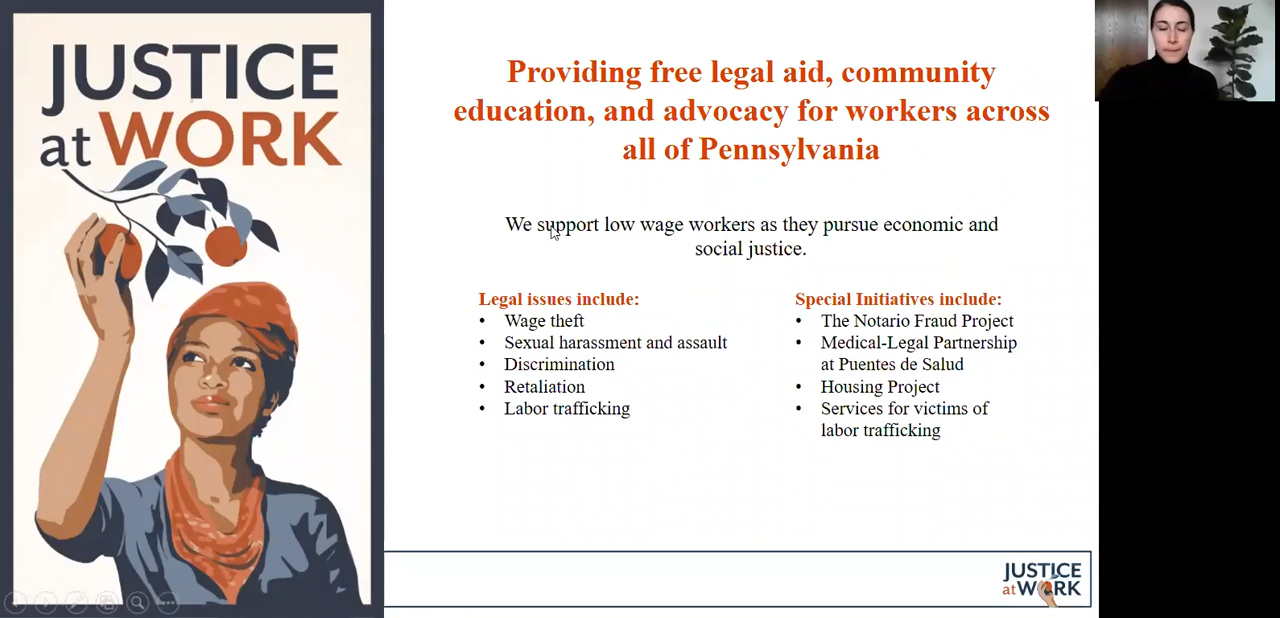 JUSTICE
at WORK
Providing free legal aid, community
education, and advocacy for workers across
all of Pennsylvania
We support low wage workers as they pursue economic and
social justice.
Legal issues include:
• Wage theft
• Sexual harassment and assault
• Discrimination
• Retaliation
• Labor trafficking
Special Initiatives include:
• The Notario Fraud Project
• Medical-Legal Partnership
at Puentes de Salud
• Housing Project
• Services for victims of
labor trafficking
JUSTICE
at WORK